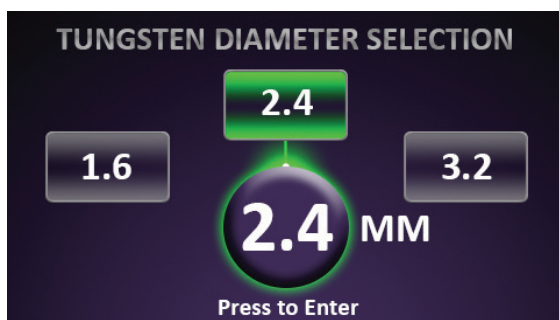 TUNGSTEN DIAMETER SELECTION
2.4
1.6
3.2
2.4 MM
Press to Enter